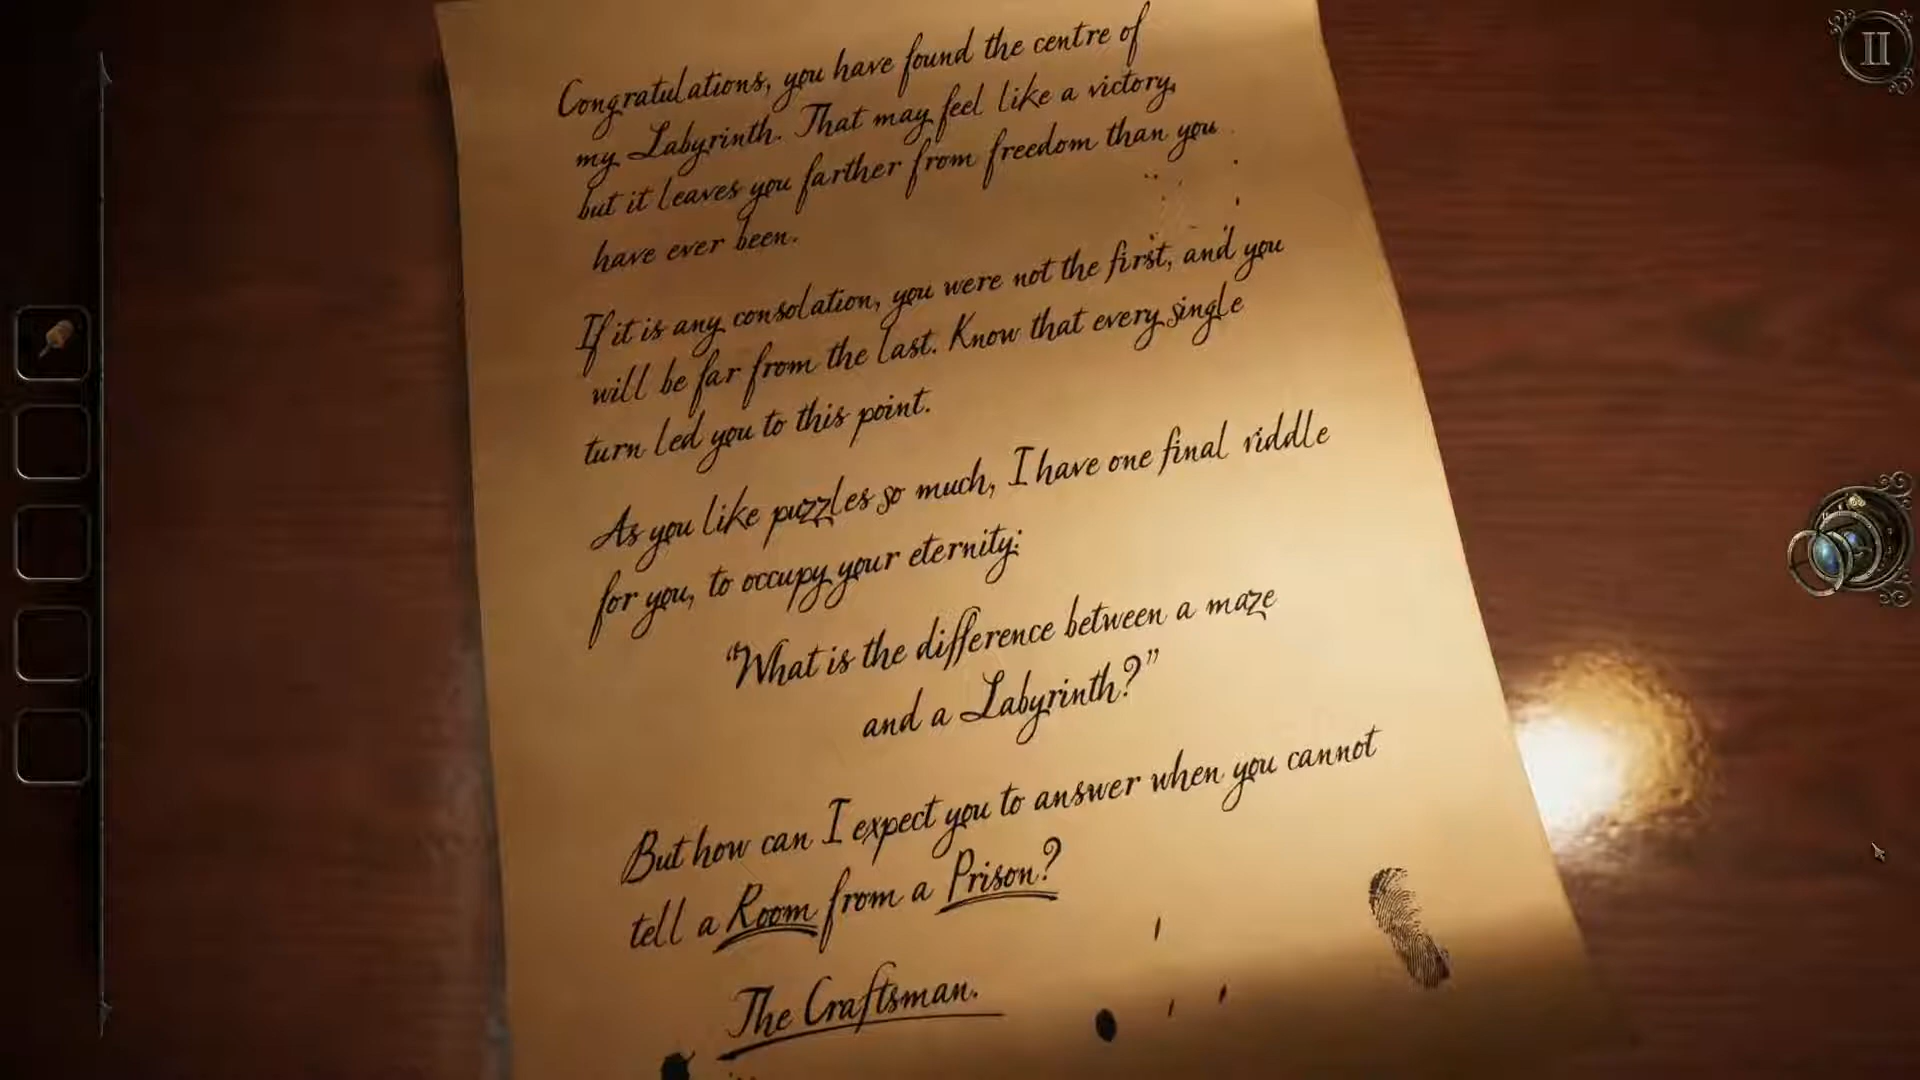 Congratulations, you have found the centre of
my Labyrinth. That may feel like a victory,
but it leaves you farther from freedom than you
have ever been.
If it is any consolation, you were not the first, and you
will be far from the last. Know that every single
turn led you to this point.
As you like puzzles so much, I have one final riddle
for you, to occupy your eternity:
“What is the difference between a maze
and a Labyrinth?”
But how can I expect you to answer when you cannot
tell a Room from a Prison?
The Craftsman.